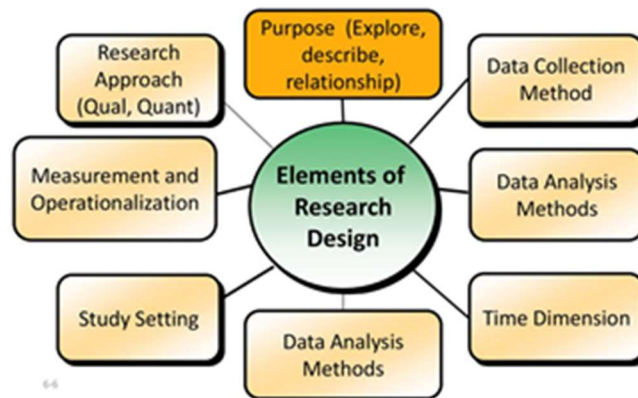 Purpose (Explore,
describe,
relationship)
Research
Approach
(Qual, Quant)
Data Collection
Method
Measurement and
Operationalization
Elements of
Research
Design
Data Analysis
Methods
Study Setting
Data Analysis
Methods
Time Dimension
6-6